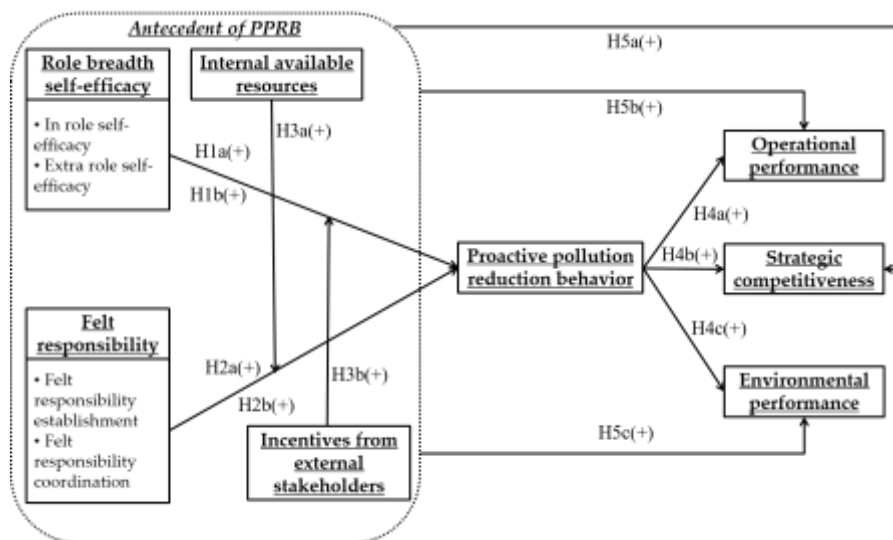 Antecedent of PPRB
Role breadth
self-efficacy
• In role self-
efficacy
• Extra role self-
efficacy
Internal available
resources
H1a(+)
H1b(+)
H3a(+)
Felt
responsibility
• Felt
responsibility
establishment
• Felt
responsibility
coordination
H2a(+)
H2b(+)
H3b(+)
Incentives from
external
stakeholders
Proactive pollution
reduction behavior
H5a(+)
H5b(+)
Operational
performance
H4a(+)
H4b(+)
Strategic
competitiveness
H4c(+)
Environmental
performance
H5c(+)